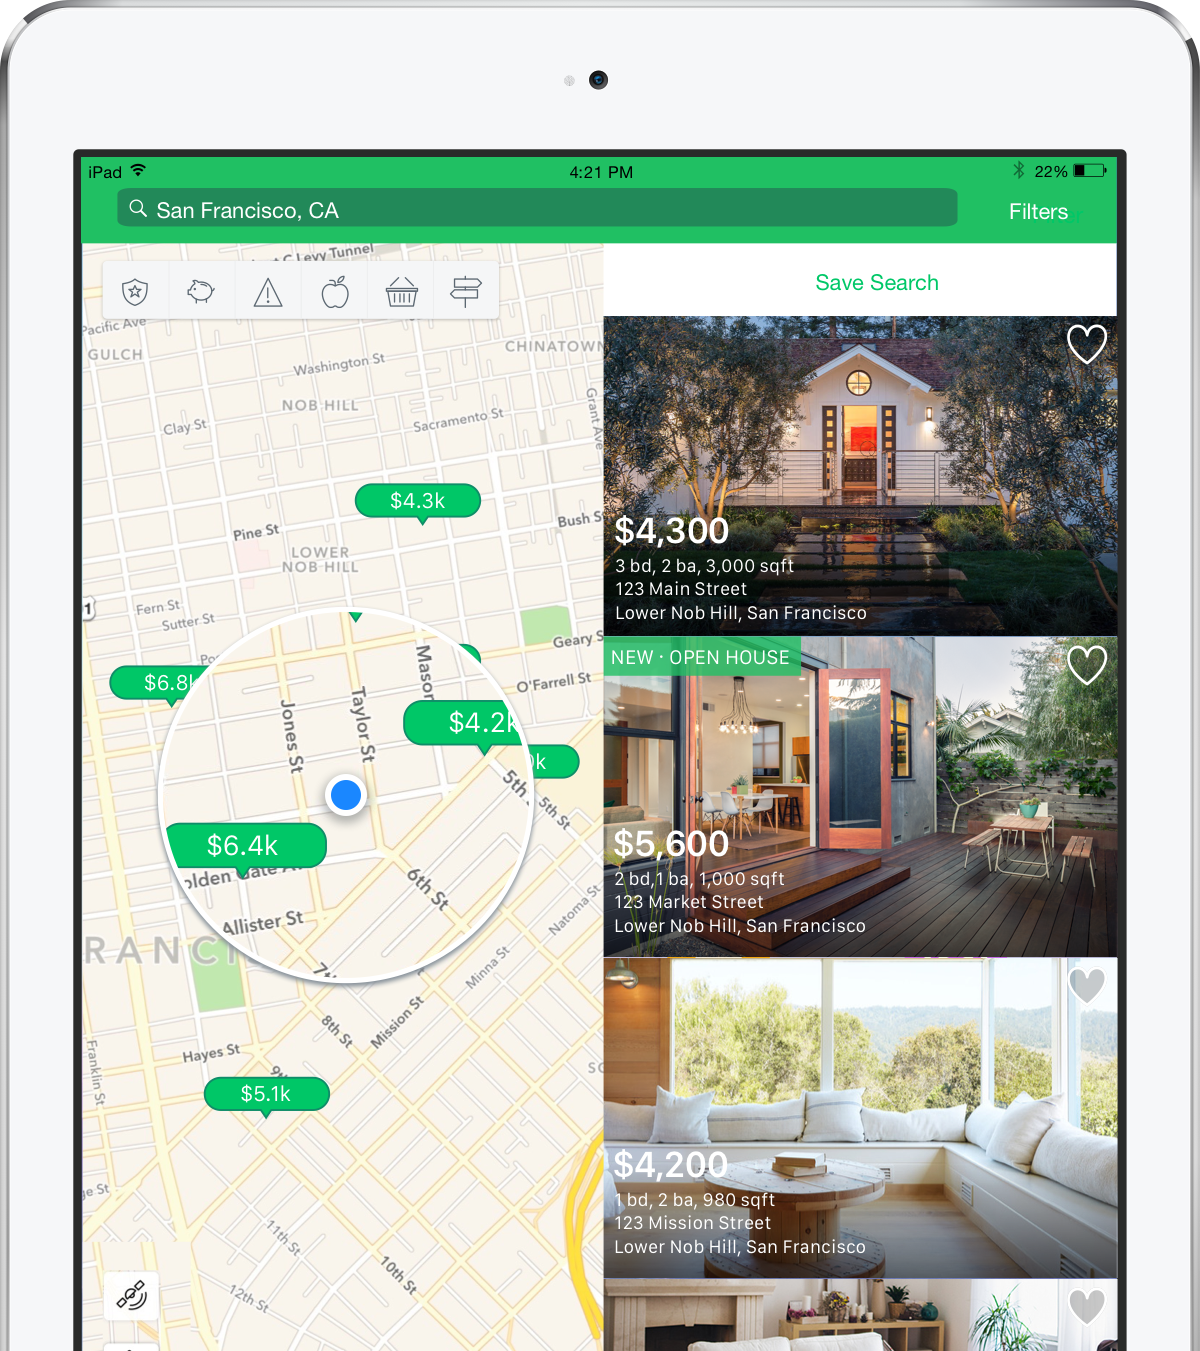 iPad
4:21 PM
22%
San Francisco, CA
Filters
C Levy Tunnel
Save Search
Pacific Ave
GULCH
CHINATOWN
Washington St
NOB HILL
Grant Ave
Clay St
Sacramento St
$4.3k
Pine St
Bush S
LOWER
NOB HILL
$4,300
3 bd, 2 ba, 3,000 sqft
123 Main Street
Lower Nob Hill, San Francisco
1
Fern St
Sutter St
Geary S
Po
NEW · OPEN HOUSE
$6.8k
O'Farrell St
Mason
Jones St
Taylor St
$4.2k
0k
5th
5th St
$6.4k
olden Gate A
6th St
Allister St
Natoma St
$5,600
2 bd,1 ba, 1,000 sqft
123 Market Street
Lower Nob Hill, San Francisco
RANCI
Minna St
8th St
Mission St
Franklin St
Hayes St
9th
$5.1k
$4,200
1 bd, 2 ba, 980 sqft
123 Mission Street
Lower Nob Hill, San Francisco
ge St
11th St
10th St
12th St